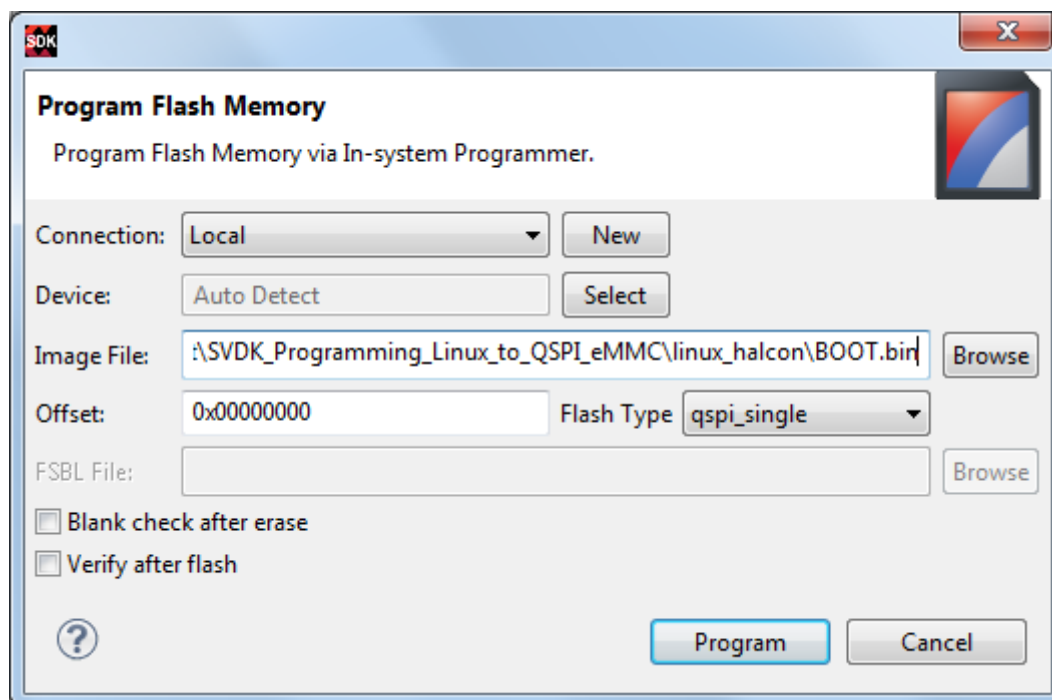 SDK
Program Flash Memory
Program Flash Memory via In-system Programmer.
Connection: Local New
Device: Auto Detect Select
Image File: :\SVDK_Programming_Linux_to_QSPI_eMMC\linux_halcon\BOOT.bin Browse
Offset: 0x00000000 Flash Type qspi_single
FSBL File: Browse
Blank check after erase
Verify after flash
? Program Cancel